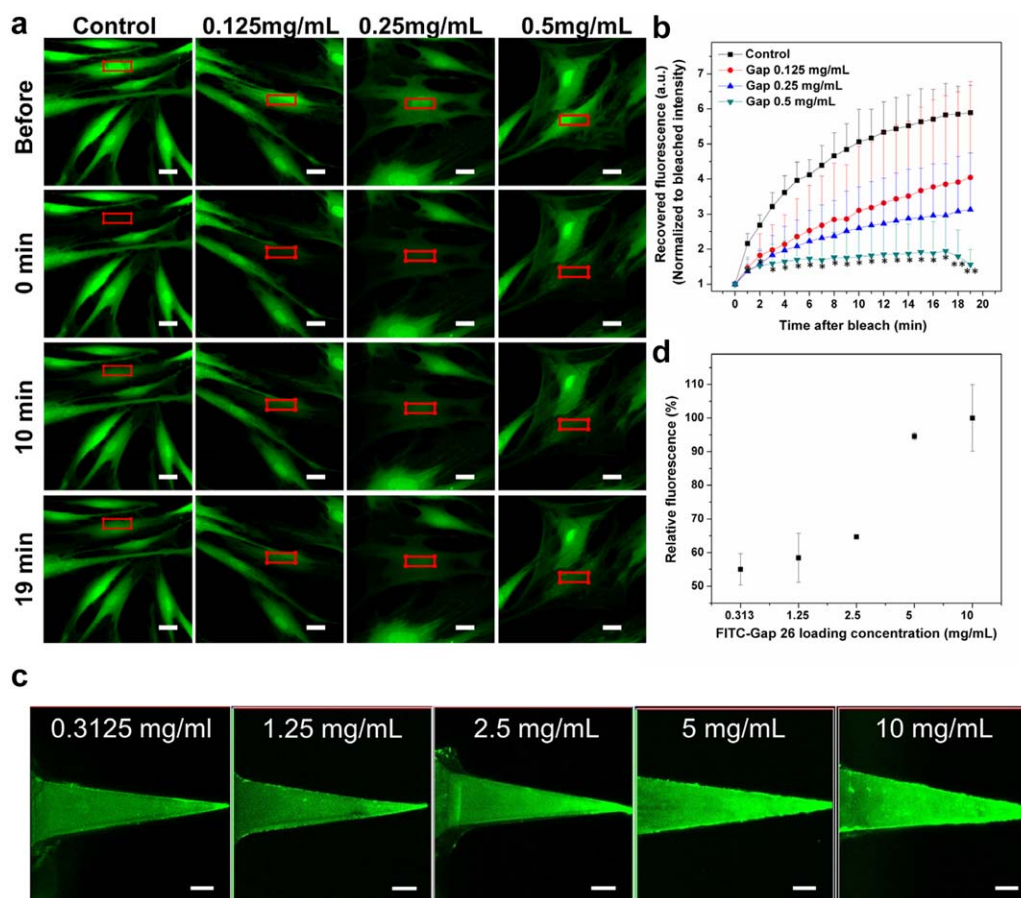 a
Control 0.125mg/mL 0.25mg/mL 0.5mg/mL
Before
0 min
10 min
19 min
b
Control
Gap 0.125 mg/mL
Gap 0.25 mg/mL
Gap 0.5 mg/mL
Recovered fluorescence (a.u.)
(Normalized to bleached intensity)
7
6
5
4
3
2
1
0 2 4 6 8 10 12 14 16 18 20
Time after bleach (min)
* * * * * * * * * * * * * * * ** **
d
Relative fluorescence (%)
110
100
90
80
70
60
50
0.313 1.25 2.5 5 10
FITC-Gap 26 loading concentration (mg/mL)
c
0.3125 mg/ml 1.25 mg/mL 2.5 mg/mL 5 mg/mL 10 mg/mL